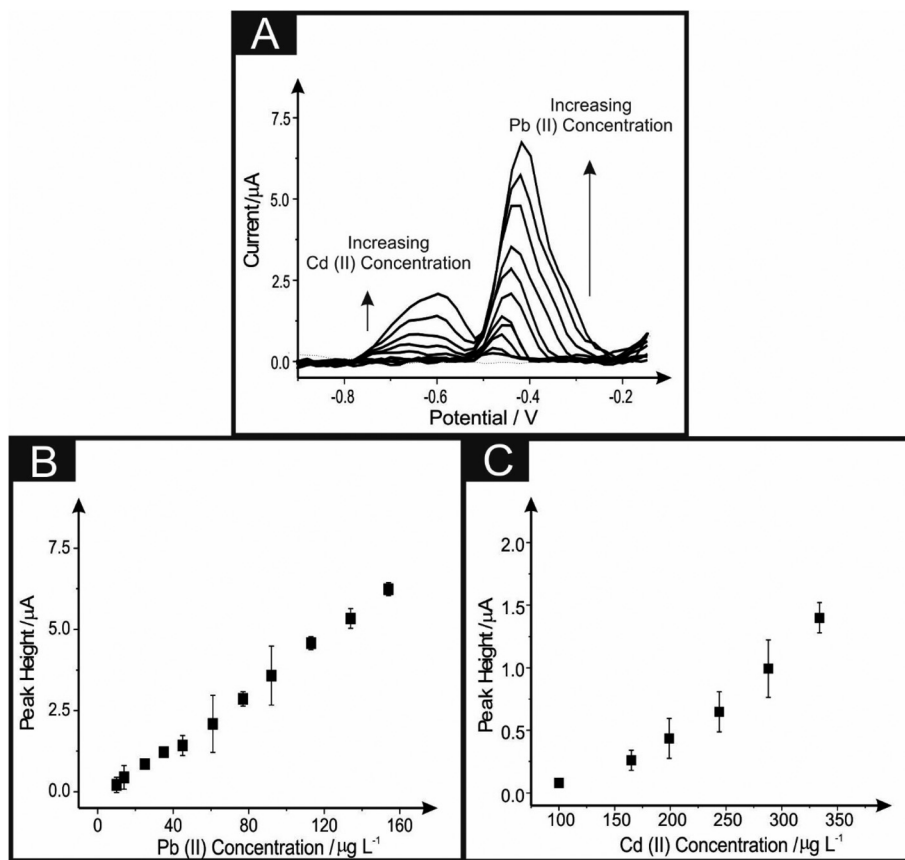 A
Increasing
Pb (II) Concentration
Increasing
Cd (II) Concentration
Current/μA
7.5
5.0
2.5
0.0
-0.8
-0.6
-0.4
-0.2
Potential / V
B
Peak Height/μA
7.5
5.0
2.5
0.0
0
40
80
120
160
Pb (II) Concentration/μg L⁻¹
C
Peak Height/μA
2.0
1.5
1.0
0.5
0.0
100
150
200
250
300
350
Cd (II) Concentration/μg L⁻¹